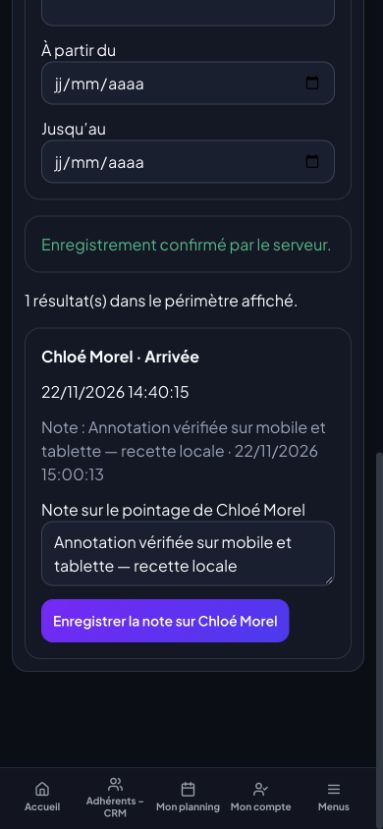 À partir du
jj/mm/aaaa
Jusqu'au
jj/mm/aaaa
Enregistrement confirmé par le serveur.
1 résultat(s) dans le périmètre affiché.
Chloé Morel · Arrivée
22/11/2026 14:40:15
Note : Annotation vérifiée sur mobile et
tablette — recette locale · 22/11/2026
15:00:13
Note sur le pointage de Chloé Morel
Annotation vérifiée sur mobile et
tablette — recette locale
Enregistrer la note sur Chloé Morel
Accueil
Adhérents –
CRM
Mon planning
Mon compte
Menus